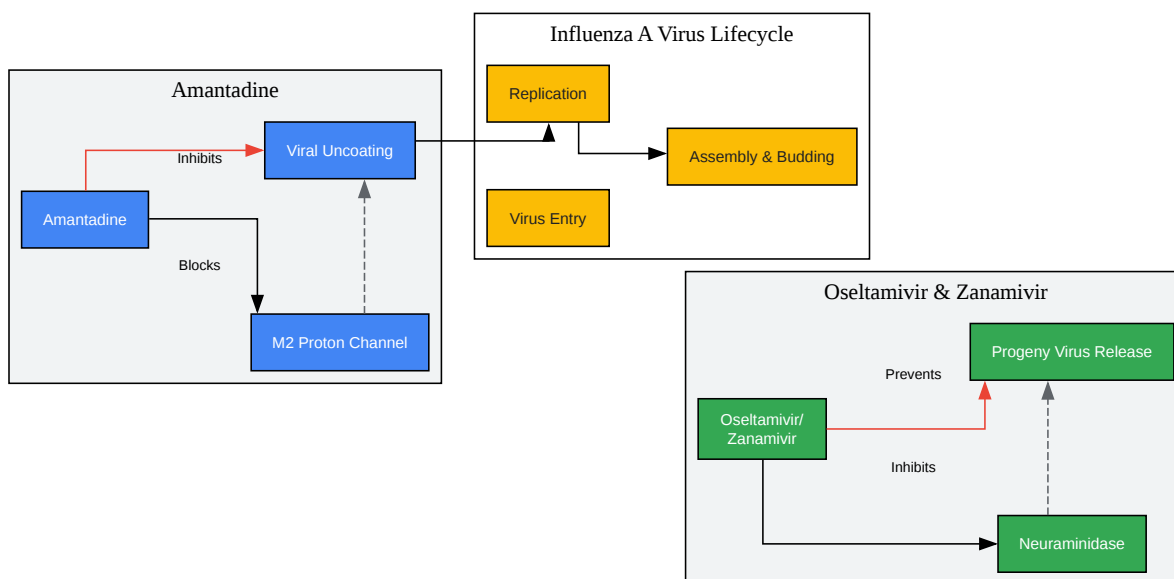 Influenza A Virus Lifecycle
Replication
Assembly & Budding
Virus Entry
Amantadine
Viral Uncoating
Inhibits
Amantadine
Blocks
M2 Proton Channel
Oseltamivir & Zanamivir
Progeny Virus Release
Prevents
Oseltamivir/
Zanamivir
Inhibits
Neuraminidase